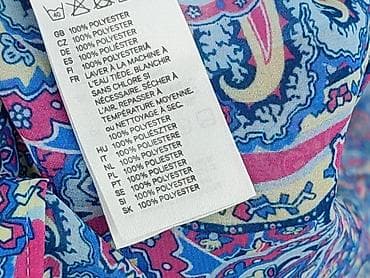 40
GB 100% POLYESTER
CZ 100% POLYESTER
DE 100% POLYESTER
ES 100% POLIÉSTER
FI 100% POLYESTERIÄ
FR LAVER À LA MACHINE À
L'EAU TIÈDE. BLANCHIR
SANS CHLORE SI
NÉCESSAIRE. SÉCHER À
L'AIR. REPASSER À
TEMPÉRATURE MOYENNE.
OU NETTOYAGE À SEC.
100% POLYESTER
HU 100% POLIÉSZTER
IT 100% POLIESTERE
NL 100% POLYESTER
PL 100% POLIESTER
PT 100% POLIÉSTER
SE 100% POLYESTER
SI 100% POLIESTER
SK 100% POLYESTER